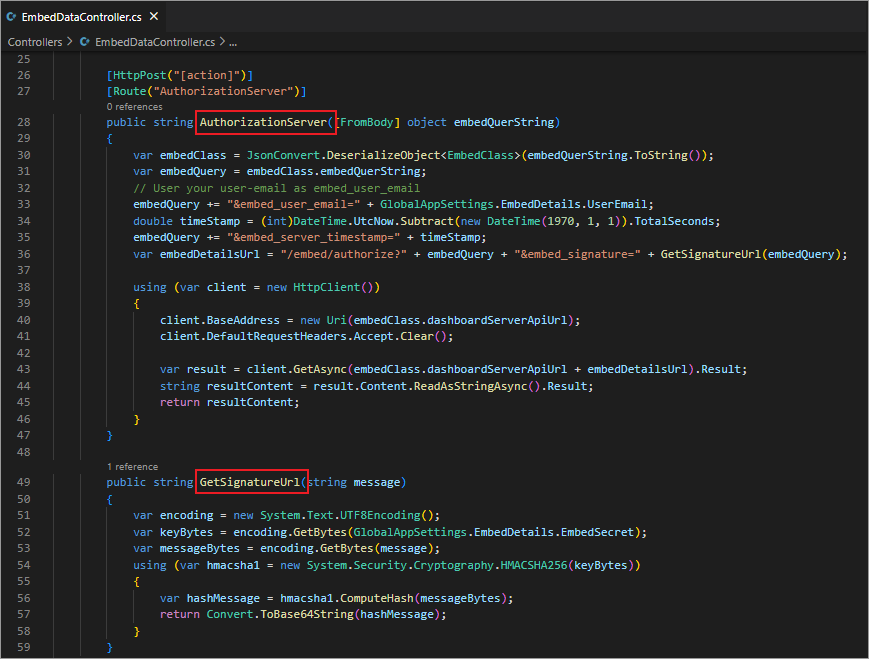 EmbedDataController.cs ×
Controllers > EmbedDataController.cs > ...
25
26 [HttpPost("[action]")]
27 [Route("AuthorizationServer")]
0 references
28 public string AuthorizationServer([FromBody] object embedQuerString)
29 {
30 var embedClass = JsonConvert.DeserializeObject<EmbedClass>(embedQuerString.ToString());
31 var embedQuery = embedClass.embedQuerString;
32 // User your user-email as embed_user_email
33 embedQuery += "&embed_user_email=" + GlobalAppSettings.EmbedDetails.UserEmail;
34 double timeStamp = (int)DateTime.UtcNow.Subtract(new DateTime(1970, 1, 1)).TotalSeconds;
35 embedQuery += "&embed_server_timestamp=" + timeStamp;
36 var embedDetailsUrl = "/embed/authorize?" + embedQuery + "&embed_signature=" + GetSignatureUrl(embedQuery);
37
38 using (var client = new HttpClient())
39 {
40 client.BaseAddress = new Uri(embedClass.dashboardServerApiUrl);
41 client.DefaultRequestHeaders.Accept.Clear();
42
43 var result = client.GetAsync(embedClass.dashboardServerApiUrl + embedDetailsUrl).Result;
44 string resultContent = result.Content.ReadAsStringAsync().Result;
45 return resultContent;
46 }
47 }
48
1 reference
49 public string GetSignatureUrl(string message)
50 {
51 var encoding = new System.Text.UTF8Encoding();
52 var keyBytes = encoding.GetBytes(GlobalAppSettings.EmbedDetails.EmbedSecret);
53 var messageBytes = encoding.GetBytes(message);
54 using (var hmacsha1 = new System.Security.Cryptography.HMACSHA256(keyBytes))
55 {
56 var hashMessage = hmacsha1.ComputeHash(messageBytes);
57 return Convert.ToBase64String(hashMessage);
58 }
59 }